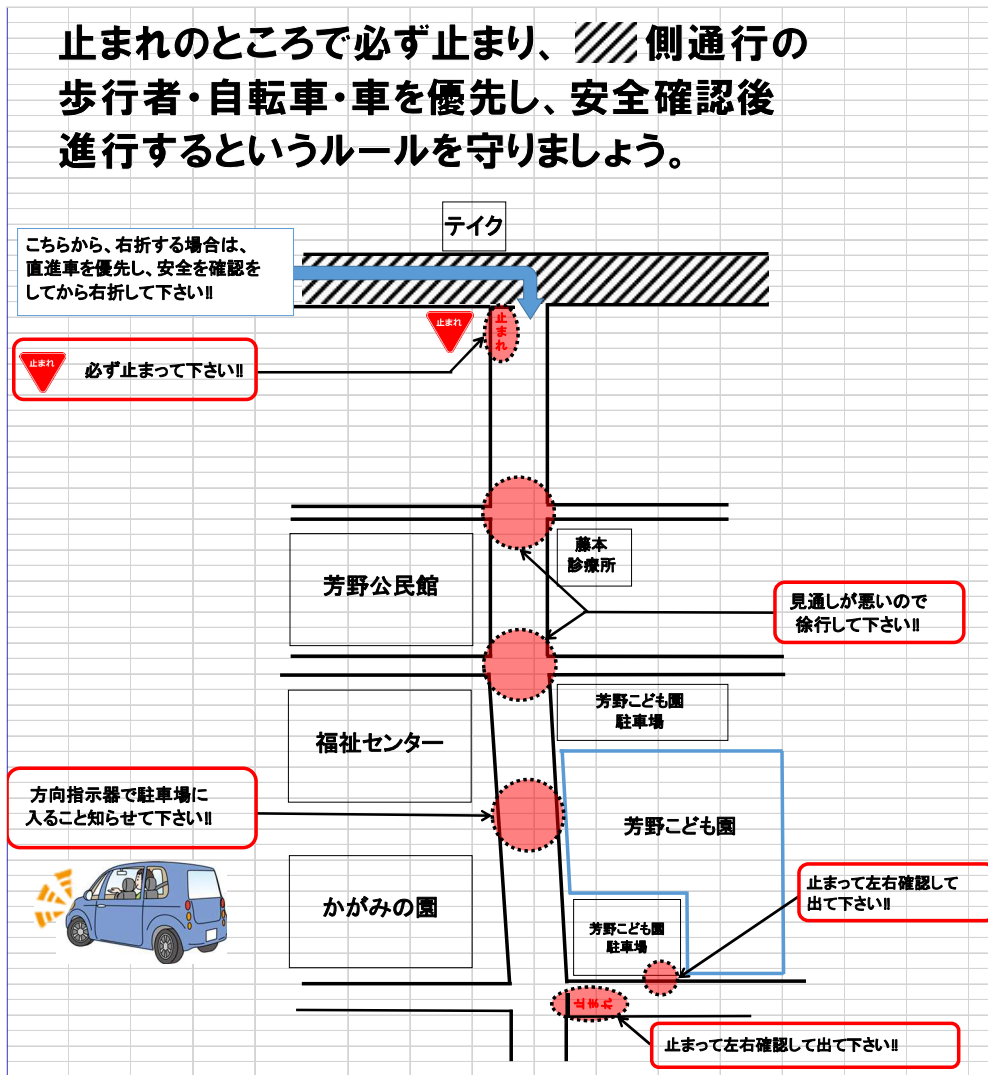 止まれのところで必ず止まり、 側通行の
歩行者・自転車・車を優先し、安全確認後
進行するというルールを守りましょう。
テイク
こちらから、右折する場合は、
直進車を優先し、安全を確認を
してから右折して下さい‼
止まれ
止まれ
止まれ
必ず止まって下さい‼
藤本
診療所
芳野公民館
見通しが悪いので
徐行して下さい‼
芳野こども園
駐車場
福祉センター
方向指示器で駐車場に
入ること知らせて下さい‼
芳野こども園
止まって左右確認して
出て下さい‼
かがみの園
芳野こども園
駐車場
止まれ
止まって左右確認して出て下さい‼